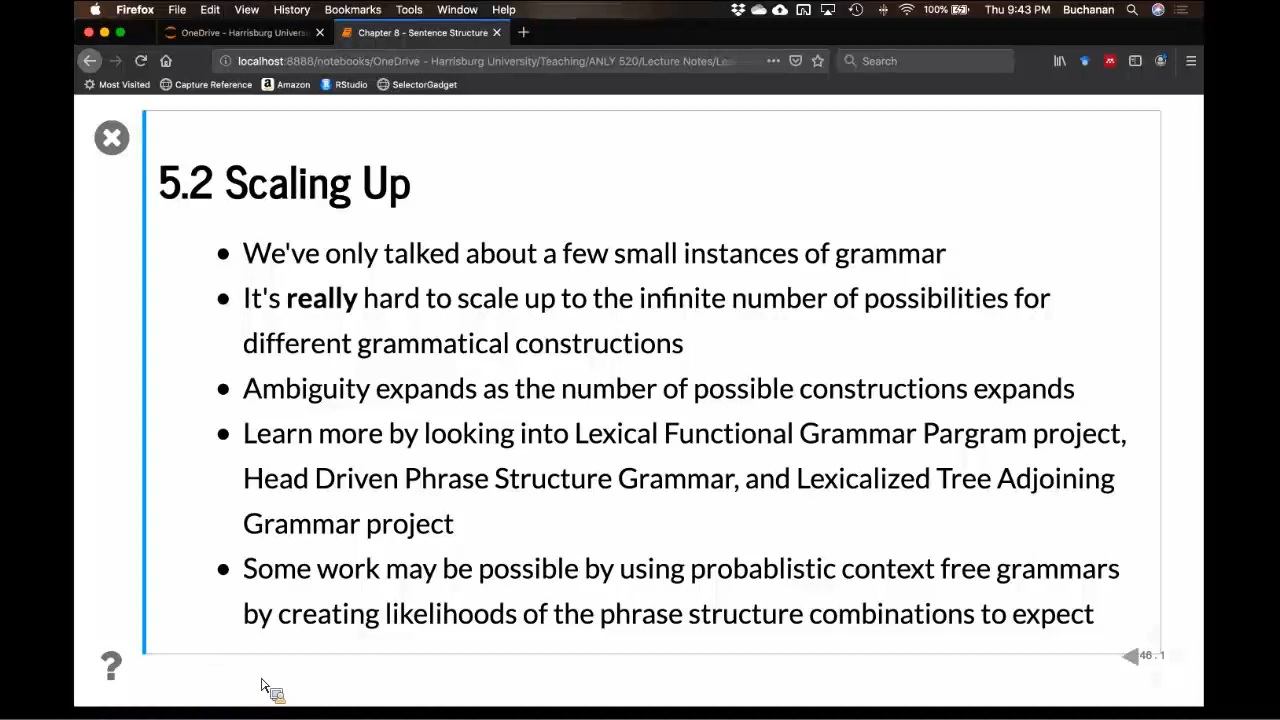 Firefox File Edit View History Bookmarks Tools Window Help 100% Thu 9:43 PM Buchanan
OneDrive - Harrisburg Univers Chapter 8 - Sentence Structure
localhost:8888/notebooks/OneDrive - Harrisburg University/Teaching/ANLY 520/Lecture Notes/Le Search
Most Visited Capture Reference Amazon RStudio SelectorGadget
5.2 Scaling Up
• We've only talked about a few small instances of grammar
• It's really hard to scale up to the infinite number of possibilities for
different grammatical constructions
• Ambiguity expands as the number of possible constructions expands
• Learn more by looking into Lexical Functional Grammar Pargram project,
Head Driven Phrase Structure Grammar, and Lexicalized Tree Adjoining
Grammar project
• Some work may be possible by using probablistic context free grammars
by creating likelihoods of the phrase structure combinations to expect
46.1